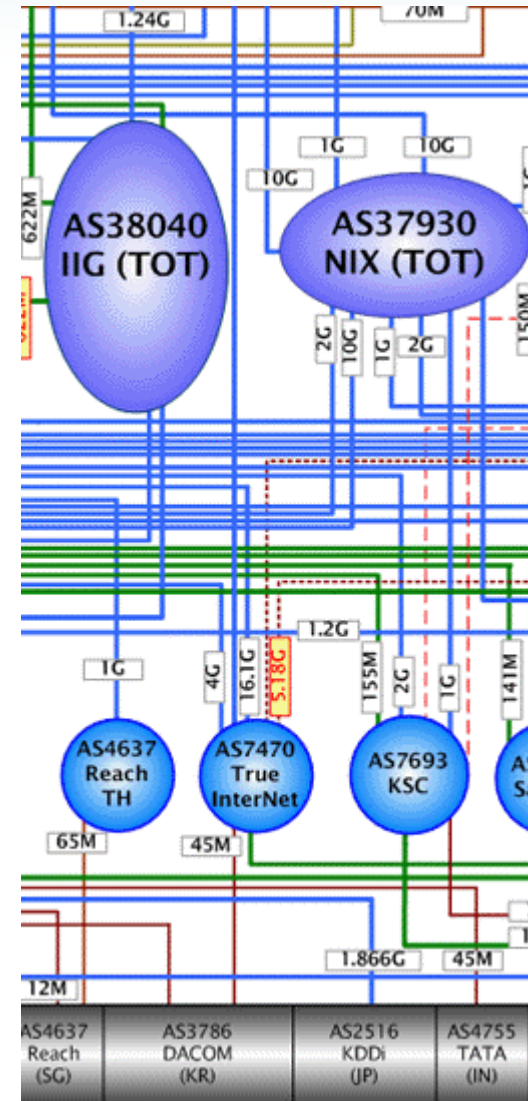 70M
1.24G
1G
10G
10G
622M
AS38040
IIG (TOT)
AS37930
NIX (TOT)
150M
2G
10G
1G
2G
1.2G
1G
4G
16.1G
5.18G
155M
2G
1G
141M
AS4637
Reach
TH
AS7470
True
InterNet
AS7693
KSC
65M
45M
1.866G
45M
12M
AS4637
Reach
(SG)
AS3786
DACOM
(KR)
AS2516
KDDi
(JP)
AS4755
TATA
(IN)